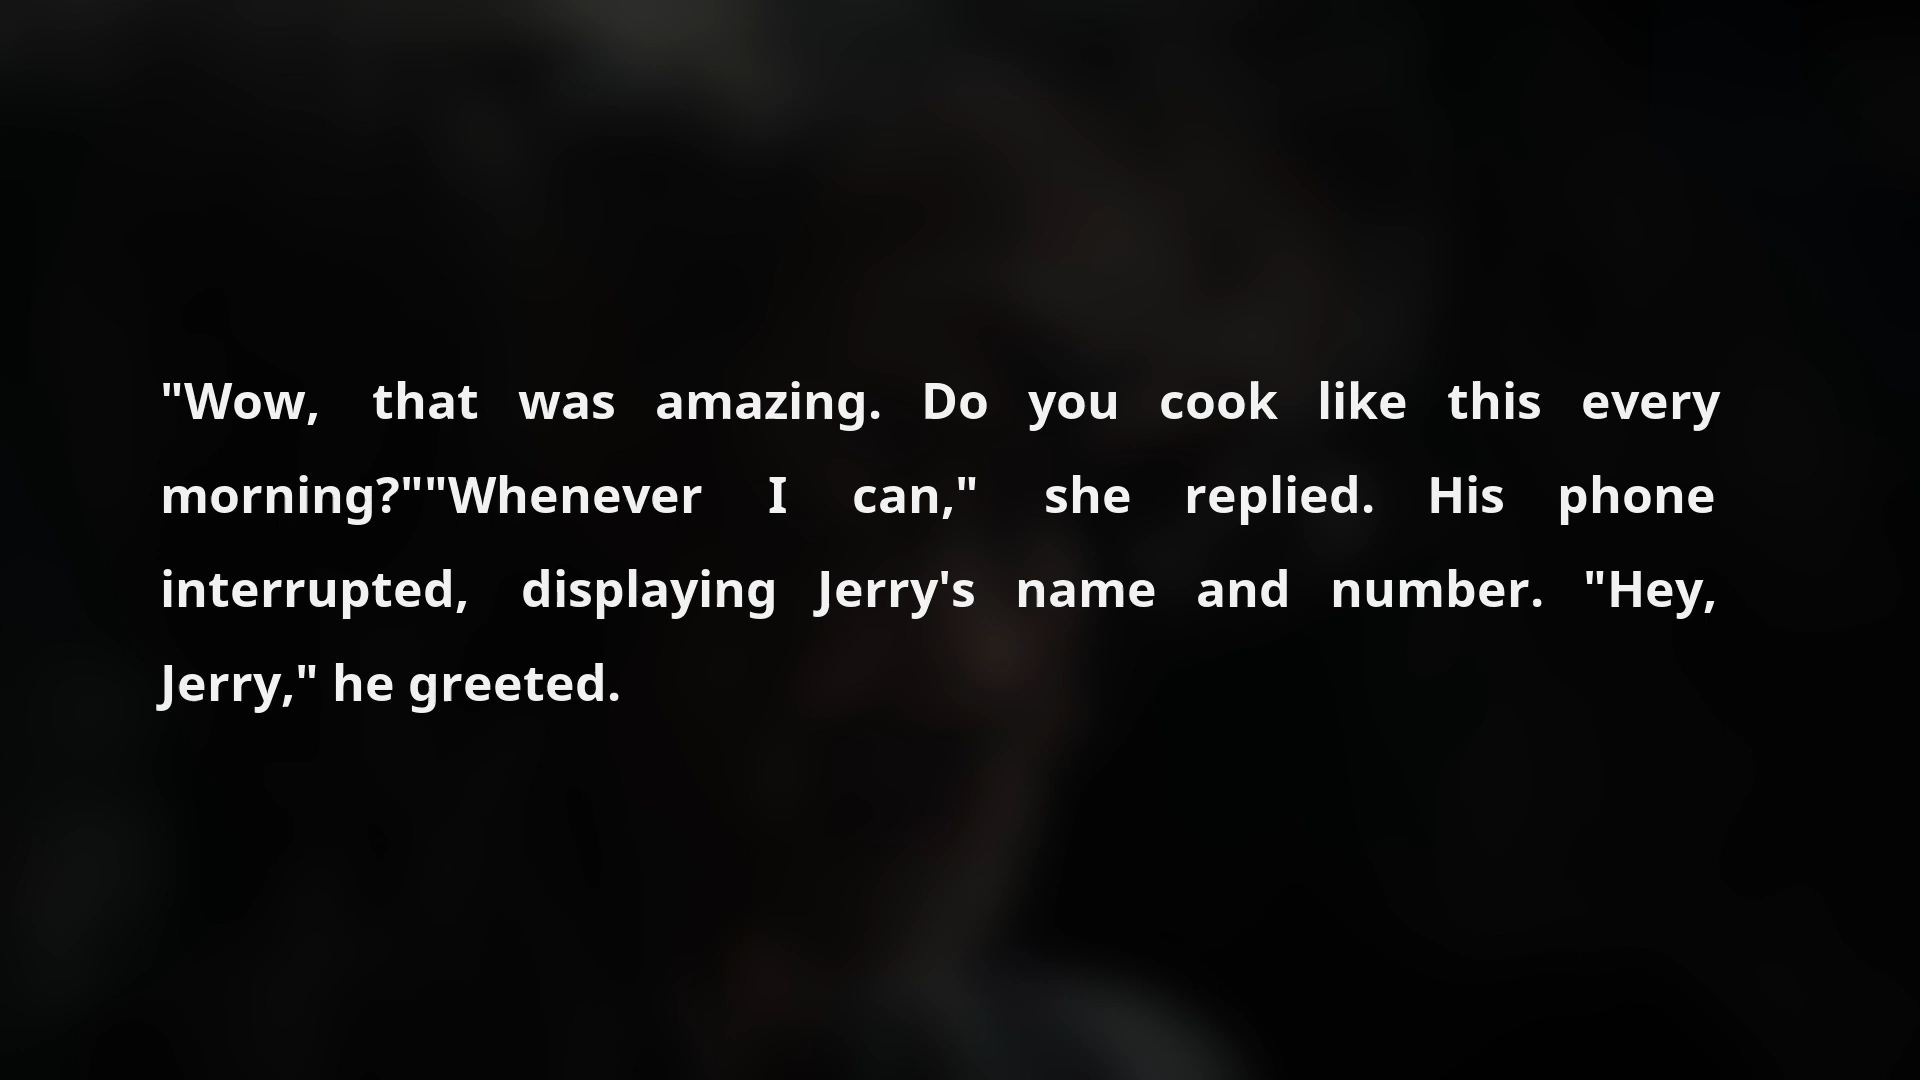 "Wow, that was amazing. Do you cook like this every
morning?""Whenever I can," she replied. His phone
interrupted, displaying Jerry's name and number. "Hey,
Jerry," he greeted.